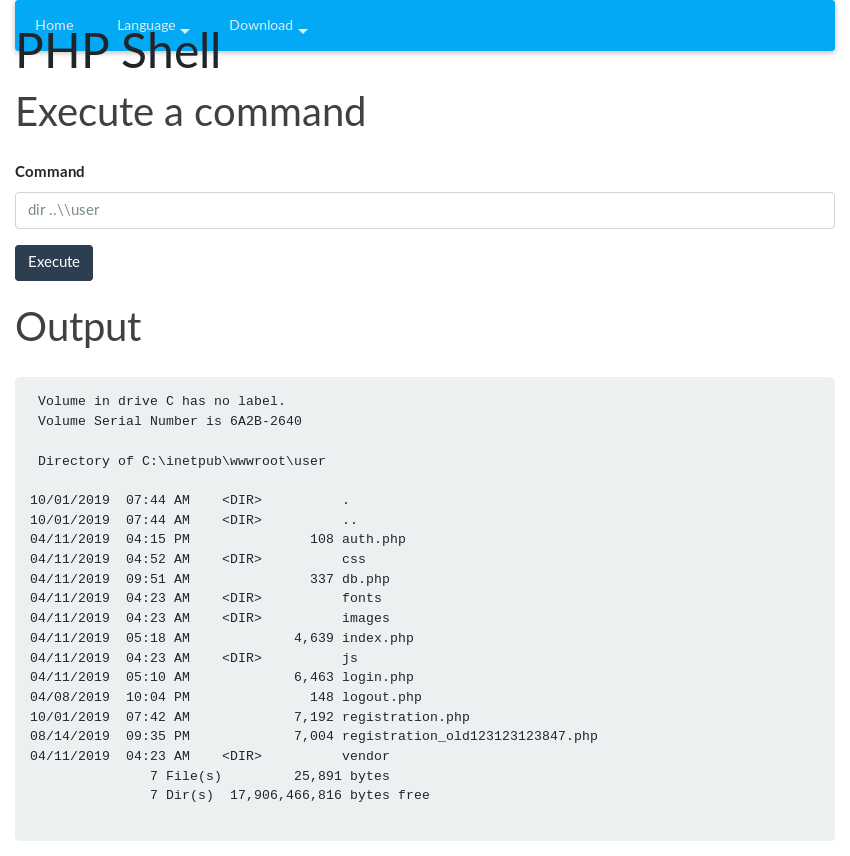 Home Language Download
PHP Shell
Execute a command
Command
dir ..\\user
Execute
Output
 Volume in drive C has no label.
 Volume Serial Number is 6A2B-2640

 Directory of C:\inetpub\wwwroot\user

10/01/2019  07:44 AM    <DIR>          .
10/01/2019  07:44 AM    <DIR>          ..
04/11/2019  04:15 PM               108 auth.php
04/11/2019  04:52 AM    <DIR>          css
04/11/2019  09:51 AM               337 db.php
04/11/2019  04:23 AM    <DIR>          fonts
04/11/2019  04:23 AM    <DIR>          images
04/11/2019  05:18 AM             4,639 index.php
04/11/2019  04:23 AM    <DIR>          js
04/11/2019  05:10 AM             6,463 login.php
04/08/2019  10:04 PM               148 logout.php
10/01/2019  07:42 AM             7,192 registration.php
08/14/2019  09:35 PM             7,004 registration_old123123123847.php
04/11/2019  04:23 AM    <DIR>          vendor
               7 File(s)         25,891 bytes
               7 Dir(s)  17,906,466,816 bytes free